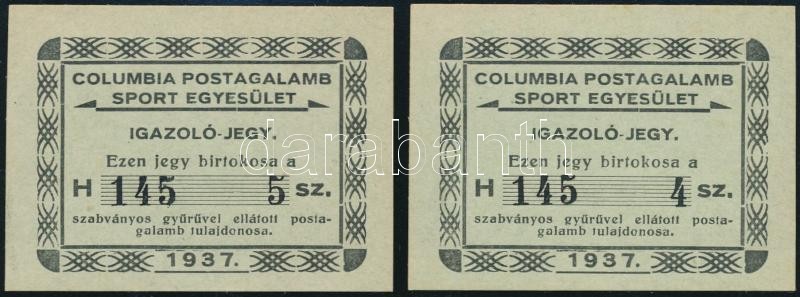 COLUMBIA POSTAGALAMB
SPORT EGYESÜLET
IGAZOLÓ-JEGY.
Ezen jegy birtokosa a
H 145 5 sz.
szabványos gyűrűvel ellátott posta-
galamb tulajdonosa.
1937.
COLUMBIA POSTAGALAMB
SPORT EGYESÜLET
IGAZOLÓ-JEGY.
Ezen jegy birtokosa a
H 145 4 sz.
szabványos gyűrűvel ellátott posta-
galamb tulajdonosa.
1937.
darabanth